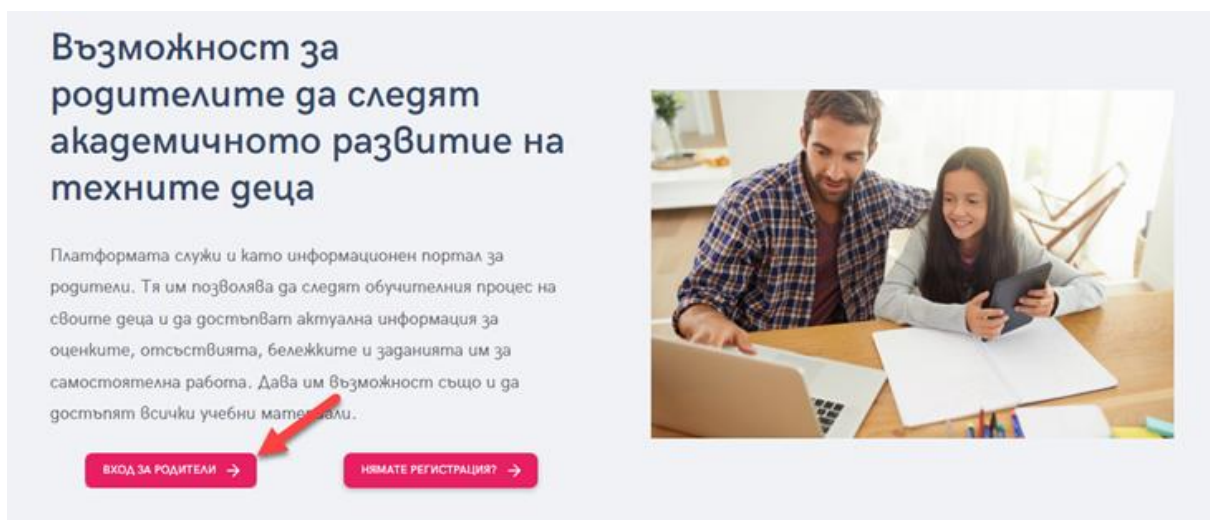 Възможност за
родителите да следят
академичното развитие на
техните деца
Платформата служи и като информационен портал за
родители. Тя им позволява да следят обучителния процес на
своите деца и да достъпват актуална информация за
оценките, отсъствията, бележките и заданията им за
самостоятелна работа. Дава им възможност също и да
достъпят всички учебни материали.
ВХОД ЗА РОДИТЕЛИ →
НЯМАТЕ РЕГИСТРАЦИЯ? →